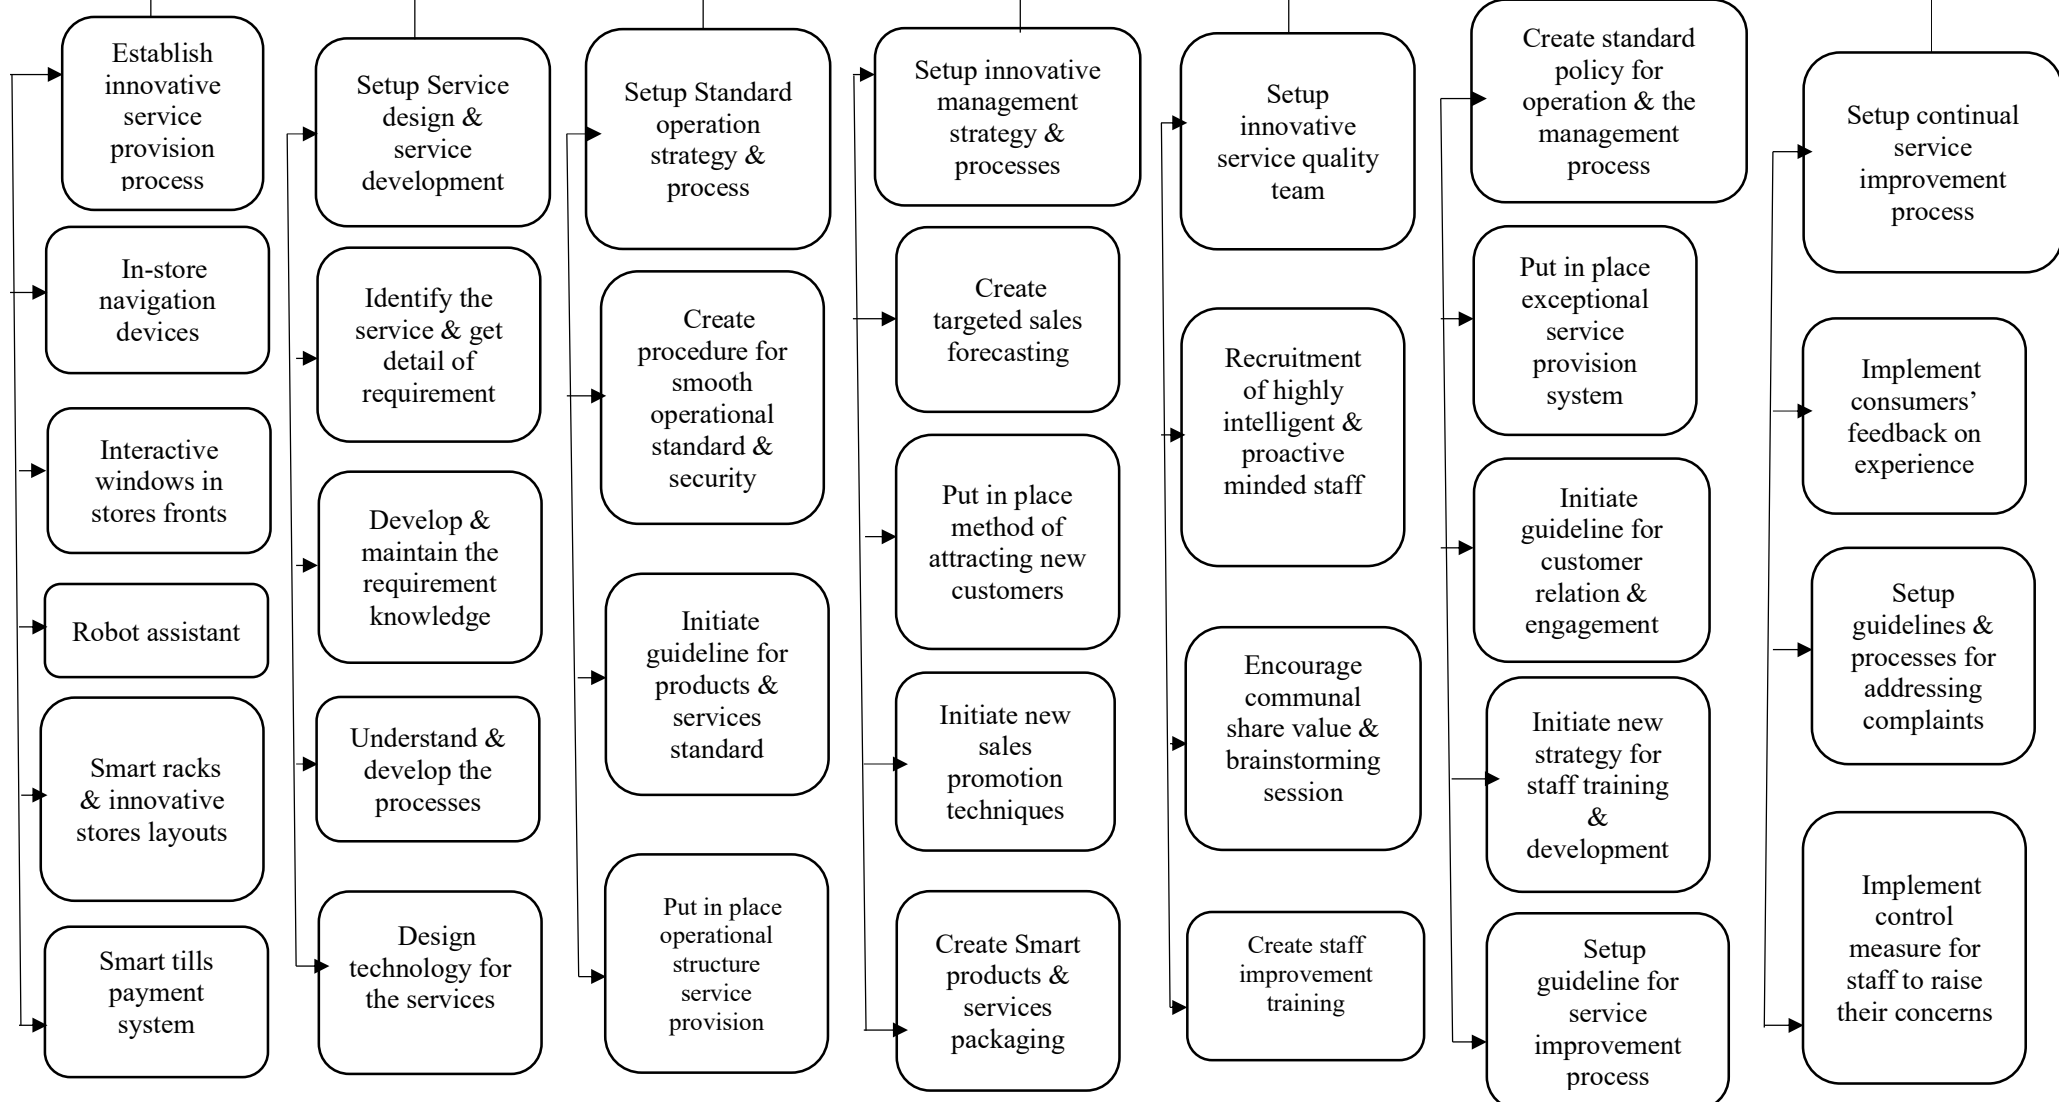 Establish
innovative
service
provision
process
In-store
navigation
devices
Interactive
windows in
stores fronts
Robot assistant
Smart racks
& innovative
stores layouts
Smart tills
payment
system
Setup Service
design &
service
development
Identify the
service & get
detail of
requirement
Develop &
maintain the
requirement
knowledge
Understand &
develop the
processes
Design
technology for
the services
Setup Standard
operation
strategy &
process
Create
procedure for
smooth
operational
standard &
security
Initiate
guideline for
products &
services
standard
Put in place
operational
structure
service
provision
Setup innovative
management
strategy &
processes
Create
targeted sales
forecasting
Put in place
method of
attracting new
customers
Initiate new
sales
promotion
techniques
Create Smart
products &
services
packaging
Setup
innovative
service quality
team
Recruitment
of highly
intelligent &
proactive
minded staff
Encourage
communal
share value &
brainstorming
session
Create staff
improvement
training
Create standard
policy for
operation & the
management
process
Put in place
exceptional
service
provision
system
Initiate
guideline for
customer
relation &
engagement
Initiate new
strategy for
staff training
&
development
Setup
guideline for
service
improvement
process
Setup continual
service
improvement
process
Implement
consumers’
feedback on
experience
Setup
guidelines &
processes for
addressing
complaints
Implement
control
measure for
staff to raise
their concerns